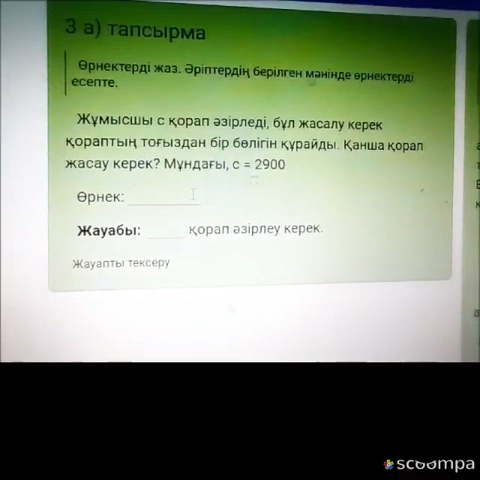 3 а) тапсырма
Өрнектерді жаз. Әріптердің берілген мәнінде өрнектерді
есепте.
Жұмысшы с қорап әзірледі, бұл жасалу керек
қораптың тоғыздан бір бөлігін құрайды. Қанша қорап
жасау керек? Мұндағы, с = 2900
Өрнек:
Жауабы: қорап әзірлеу керек.
Жауапты тексеру
scoompa